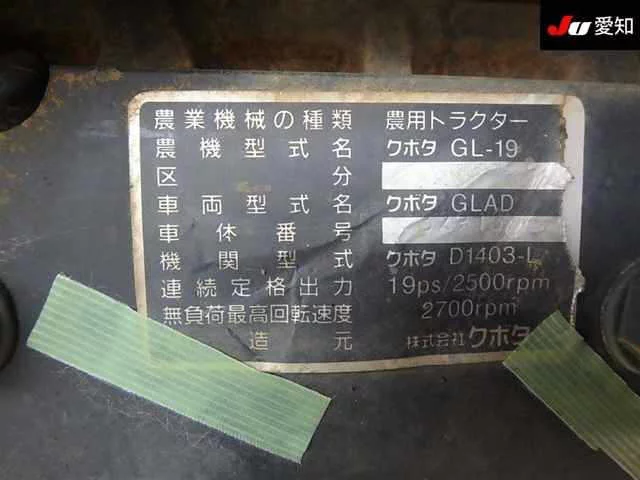 JU 愛知
農業機械の種類 農用トラクター
農機型式名 クボタ GL-19
区分
車両型式名 クボタ GLAD
車体番号
機関型式 クボタ D1403-L
連続定格出力 19ps/2500rpm
無負荷最高回転速度 2700rpm
造元 株式会社クボタ